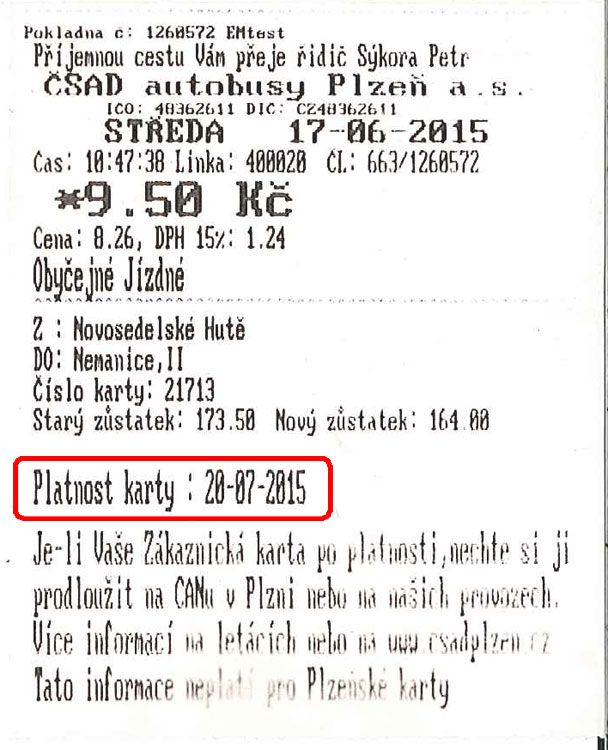 Pokladna č: 1260572 EMtest
Příjemnou cestu Vám přeje řidič Sýkora Petr
ČSAD autobusy Plzeň a.s.
ICO: 48362611 DIC: CZ48362611
STŘEDA 17-06-2015
Čas: 10:47:38 Linka: 400020 ČL: 663/1260572
*9.50 Kč
Cena: 8.26, DPH 15%: 1.24
Obyčejné Jízdné
Z : Novosedelské Hutě
DO: Nemanice,II
Číslo karty: 21713
Starý zůstatek: 173.50 Nový zůstatek: 164.00
Platnost karty : 20-07-2015
Je-li Vaše Zákaznická karta po platnosti,nechte si ji
prodloužit na CANu v Plzni nebo na našich provozech.
Více informací na letácích nebo na www.csadplzen.cz
Tato informace neplatí pro Plzeňské karty